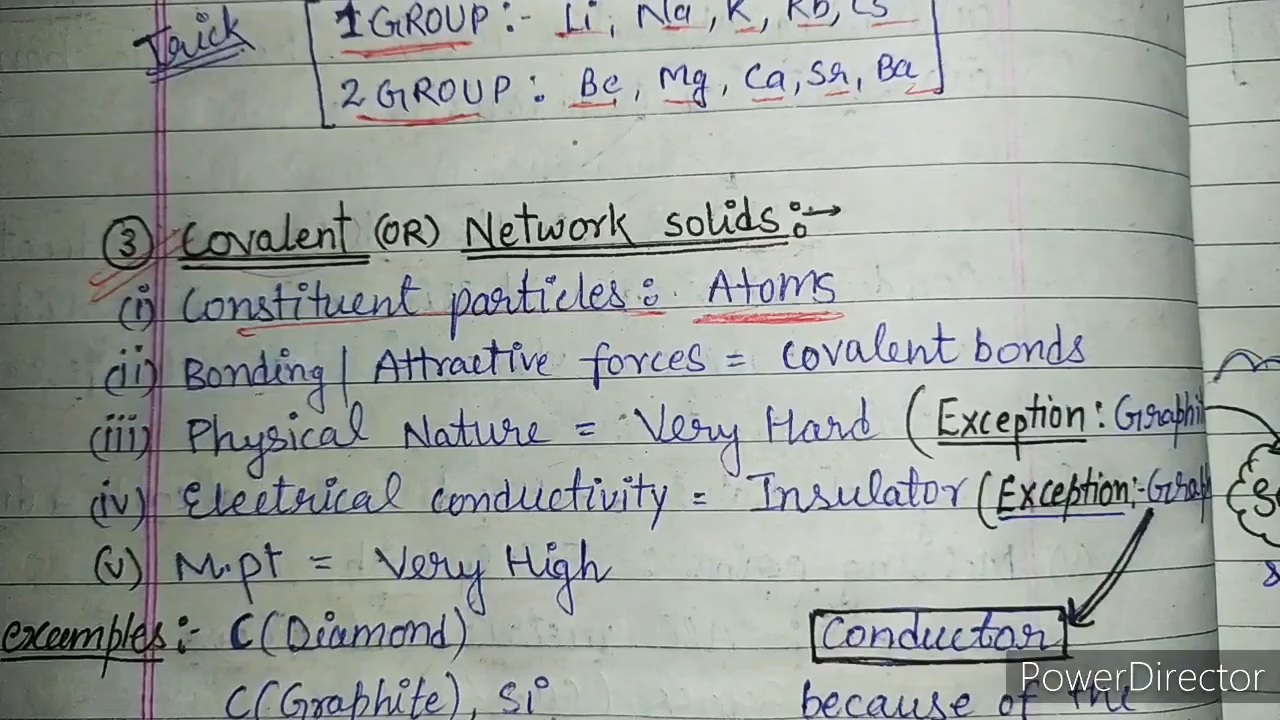 Trick
1 GROUP :- Li, Na, K, Rb, Cs
2 GROUP : Be, Mg, Ca, Sr, Ba
③ Covalent (OR) Network solids :→
(i) Constituent particles : Atoms
(ii) Bonding | Attractive forces = covalent bonds
(iii) Physical Nature = Very Hard (Exception : Graphit
(iv) Electrical conductivity = Insulator (Exception :- Graph
(v) M.pt = Very High
examples :- C(Diamond)
Conductor
C(Graphite), Si
because of the
PowerDirector